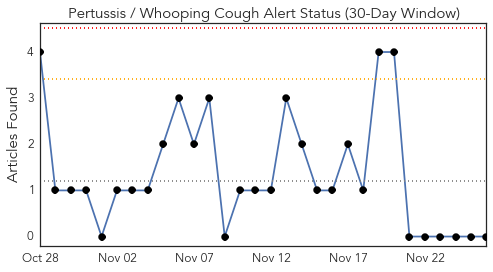 Pertussis / Whooping Cough Alert Status (30-Day Window)
Articles Found
4
3
2
1
0
Oct 28 Nov 02 Nov 07 Nov 12 Nov 17 Nov 22